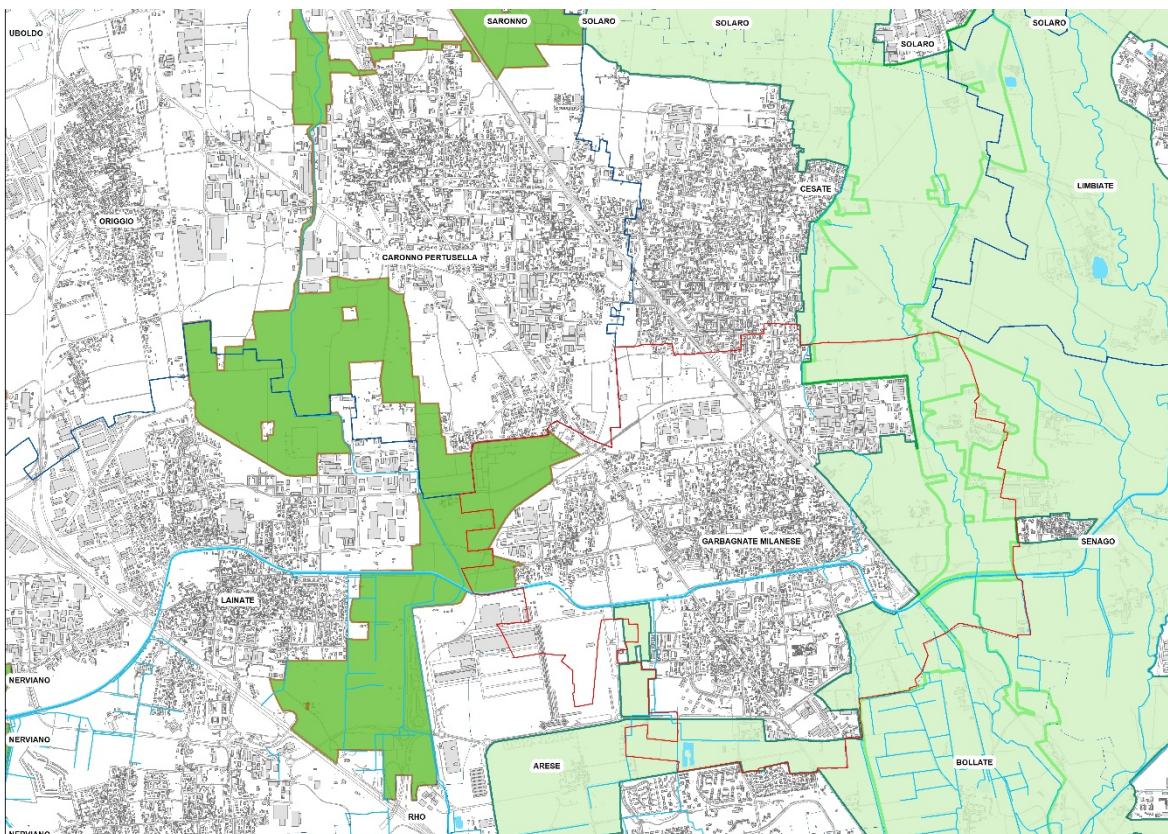 SARONNO
SOLARO
SOLARO
SOLARO
UBOLDO
SOLARO
LIMBIATE
CESATE
ORIGGIO
CARONNO PERTUSELLA
GARBAGNATE MILANESE
SENAGO
LAINATE
NERVIANO
NERVIANO
BOLLATE
ARESE
RHO
NERVIANO